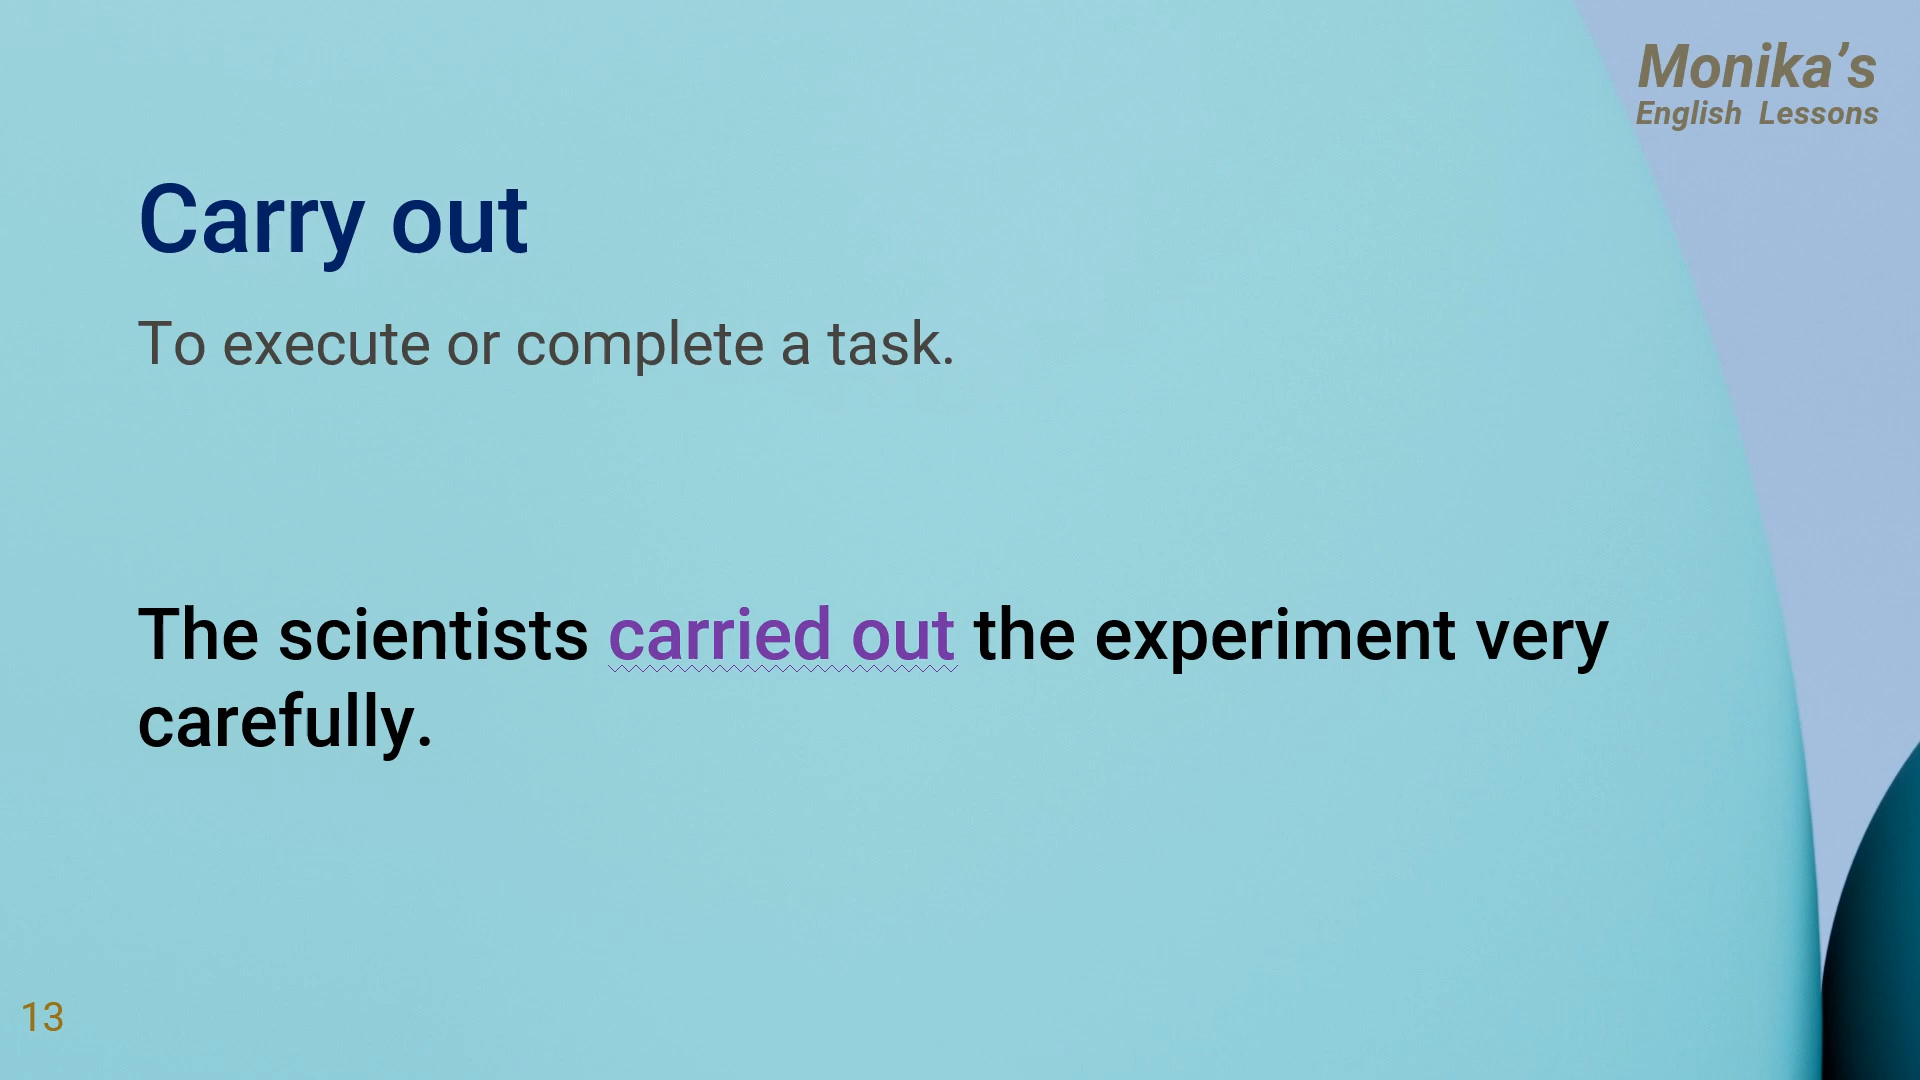 Monika’s
English Lessons
Carry out
To execute or complete a task.
The scientists carried out the experiment very
carefully.
13